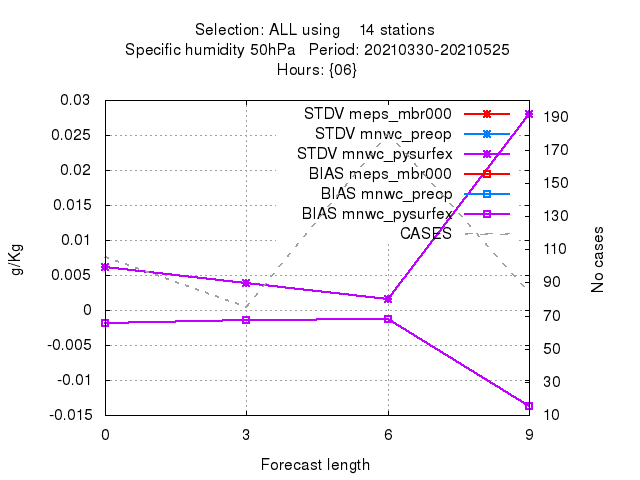 Selection: ALL using 14 stations
Specific humidity 50hPa Period: 20210330-20210525
Hours: {06}
STDV meps_mbr000
STDV mnwc_preop
STDV mnwc_pysurfex
BIAS meps_mbr000
BIAS mnwc_preop
BIAS mnwc_pysurfex
CASES
g/Kg
0.03
0.025
0.02
0.015
0.01
0.005
0
-0.005
-0.01
-0.015
190
170
150
130
110
90
70
50
30
10
No cases
0 3 6 9
Forecast length